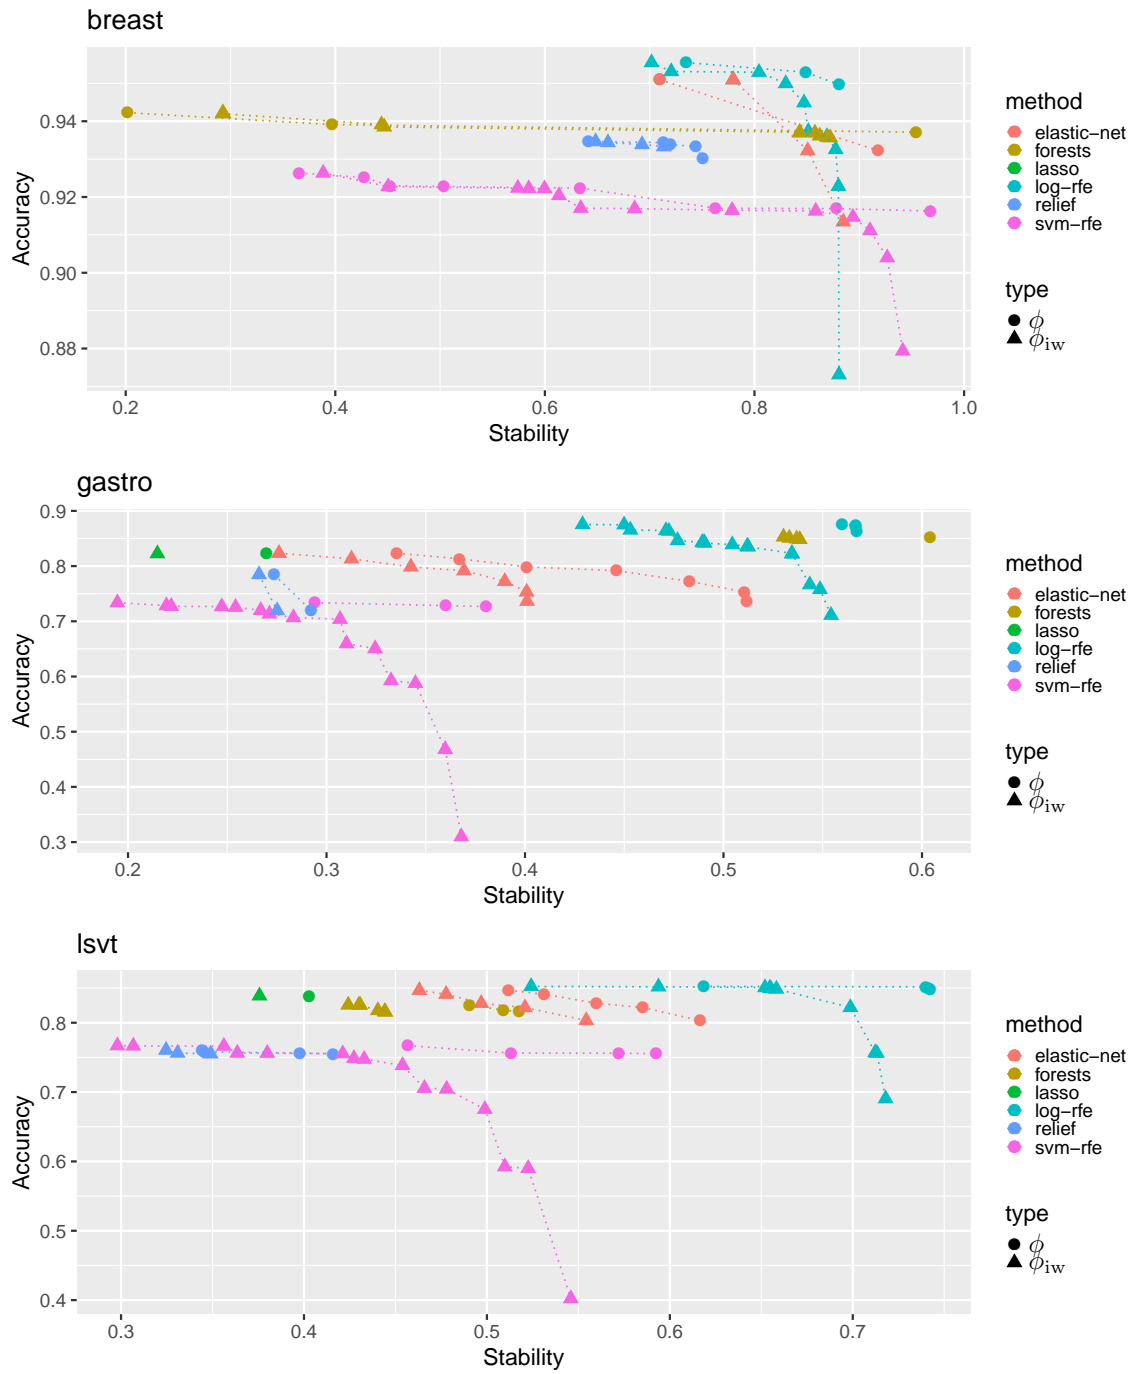 breast
Accuracy
0.94
0.92
0.90
0.88
0.2 0.4 0.6 0.8 1.0
Stability
method
elastic−net
forests
lasso
log−rfe
relief
svm−rfe
type
ϕ
ϕiw
gastro
Accuracy
0.9
0.8
0.7
0.6
0.5
0.4
0.3
0.2 0.3 0.4 0.5 0.6
Stability
method
elastic−net
forests
lasso
log−rfe
relief
svm−rfe
type
ϕ
ϕiw
lsvt
Accuracy
0.8
0.7
0.6
0.5
0.4
0.3 0.4 0.5 0.6 0.7
Stability
method
elastic−net
forests
lasso
log−rfe
relief
svm−rfe
type
ϕ
ϕiw